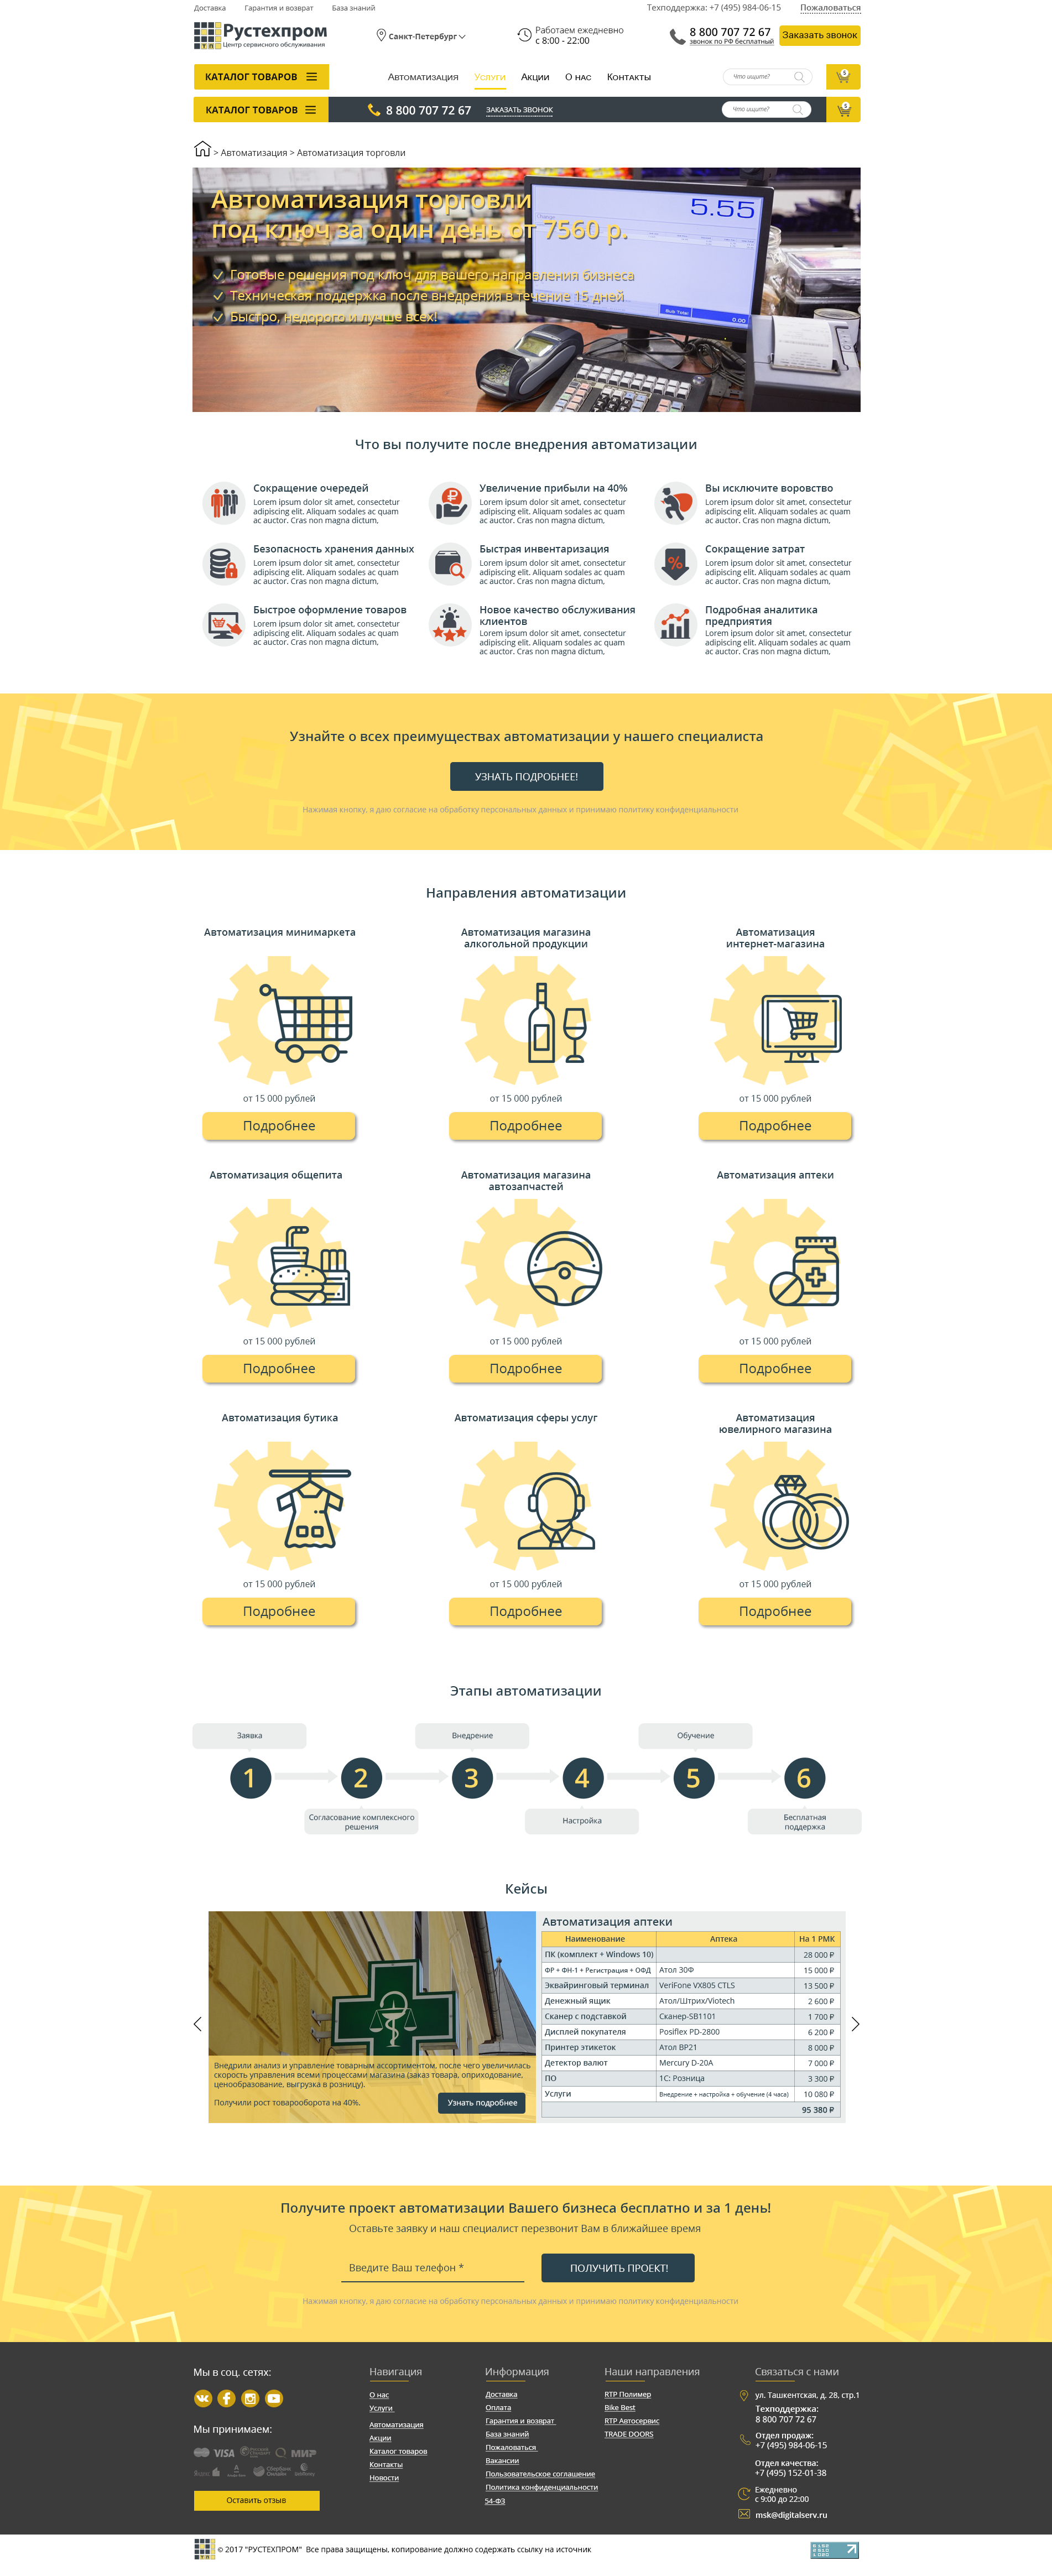 Доставка Гарантия и возврат База знаний Техподдержка: +7 (495) 984-06-15 Пожаловаться
Рустехпром
Центр сервисного обслуживания
Санкт-Петербург
Работаем ежедневно
с 8:00 - 22:00
8 800 707 72 67
звонок по РФ бесплатный
Заказать звонок
КАТАЛОГ ТОВАРОВ Автоматизация Услуги Акции О нас Контакты Что ищите? 5
КАТАЛОГ ТОВАРОВ 8 800 707 72 67 ЗАКАЗАТЬ ЗВОНОК Что ищите? 5
> Автоматизация > Автоматизация торговли
Автоматизация торговли
под ключ за один день от 7560 р.
Готовые решения под ключ для вашего направления бизнеса
Техническая поддержка после внедрения в течение 15 дней
Быстро, недорого и лучше всех!
5.55
0.00
Что вы получите после внедрения автоматизации
Сокращение очередей
Lorem ipsum dolor sit amet, consectetur
adipiscing elit. Aliquam sodales ac quam
ac auctor. Cras non magna dictum,
Увеличение прибыли на 40%
Lorem ipsum dolor sit amet, consectetur
adipiscing elit. Aliquam sodales ac quam
ac auctor. Cras non magna dictum,
Вы исключите воровство
Lorem ipsum dolor sit amet, consectetur
adipiscing elit. Aliquam sodales ac quam
ac auctor. Cras non magna dictum,
Безопасность хранения данных
Lorem ipsum dolor sit amet, consectetur
adipiscing elit. Aliquam sodales ac quam
ac auctor. Cras non magna dictum,
Быстрая инвентаризация
Lorem ipsum dolor sit amet, consectetur
adipiscing elit. Aliquam sodales ac quam
ac auctor. Cras non magna dictum,
Сокращение затрат
Lorem ipsum dolor sit amet, consectetur
adipiscing elit. Aliquam sodales ac quam
ac auctor. Cras non magna dictum,
Быстрое оформление товаров
Lorem ipsum dolor sit amet, consectetur
adipiscing elit. Aliquam sodales ac quam
ac auctor. Cras non magna dictum,
Новое качество обслуживания
клиентов
Lorem ipsum dolor sit amet, consectetur
adipiscing elit. Aliquam sodales ac quam
ac auctor. Cras non magna dictum,
Подробная аналитика
предприятия
Lorem ipsum dolor sit amet, consectetur
adipiscing elit. Aliquam sodales ac quam
ac auctor. Cras non magna dictum,
Узнайте о всех преимуществах автоматизации у нашего специалиста
УЗНАТЬ ПОДРОБНЕЕ!
Нажимая кнопку, я даю согласие на обработку персональных данных и принимаю политику конфиденциальности
Направления автоматизации
Автоматизация минимаркета
от 15 000 рублей
Подробнее
Автоматизация магазина
алкогольной продукции
от 15 000 рублей
Подробнее
Автоматизация
интернет-магазина
от 15 000 рублей
Подробнее
Автоматизация общепита
от 15 000 рублей
Подробнее
Автоматизация магазина
автозапчастей
от 15 000 рублей
Подробнее
Автоматизация аптеки
от 15 000 рублей
Подробнее
Автоматизация бутика
от 15 000 рублей
Подробнее
Автоматизация сферы услуг
от 15 000 рублей
Подробнее
Автоматизация
ювелирного магазина
от 15 000 рублей
Подробнее
Этапы автоматизации
Заявка Внедрение Обучение
1 2 3 4 5 6
Согласование комплексного
решения
Настройка
Бесплатная
поддержка
Кейсы
Внедрили анализ и управление товарным ассортиментом, после чего увеличилась
скорость управления всеми процессами магазина (заказ товара, оприходование,
ценообразование, выгрузка в розницу).
Получили рост товарооборота на 40%.
Узнать подробнее
Автоматизация аптеки
Наименование Аптека На 1 РМК
ПК (комплект + Windows 10) 28 000 ₽
ФР + ФН-1 + Регистрация + ОФД Атол 30Ф 15 000 ₽
Эквайринговый терминал VeriFone VX805 CTLS 13 500 ₽
Денежный ящик Атол/Штрих/Viotech 2 600 ₽
Сканер с подставкой Сканер-SB1101 1 700 ₽
Дисплей покупателя Posiflex PD-2800 6 200 ₽
Принтер этикеток Атол BP21 8 000 ₽
Детектор валют Mercury D-20A 7 000 ₽
ПО 1С: Розница 3 300 ₽
Услуги Внедрение + настройка + обучение (4 часа) 10 080 ₽
95 380 ₽
Получите проект автоматизации Вашего бизнеса бесплатно и за 1 день!
Оставьте заявку и наш специалист перезвонит Вам в ближайшее время
Введите Ваш телефон * ПОЛУЧИТЬ ПРОЕКТ!
Нажимая кнопку, я даю согласие на обработку персональных данных и принимаю политику конфиденциальности
Мы в соц. сетях:
Мы принимаем:
VISA
МИР
Оставить отзыв
Навигация
О нас
Услуги
Автоматизация
Акции
Каталог товаров
Контакты
Новости
Информация
Доставка
Оплата
Гарантия и возврат
База знаний
Пожаловаться
Вакансии
Пользовательское соглашение
Политика конфиденциальности
54-ФЗ
Наши направления
RTP Полимер
Bike Best
RTP Автосервис
TRADE DOORS
Связаться с нами
ул. Ташкентская, д. 28, стр.1
Техподдержка:
8 800 707 72 67
Отдел продаж:
+7 (495) 984-06-15
Отдел качества:
+7 (495) 152-01-38
Ежедневно
с 9:00 до 22:00
msk@digitalserv.ru
© 2017 "РУСТЕХПРОМ" Все права защищены, копирование должно содержать ссылку на источник